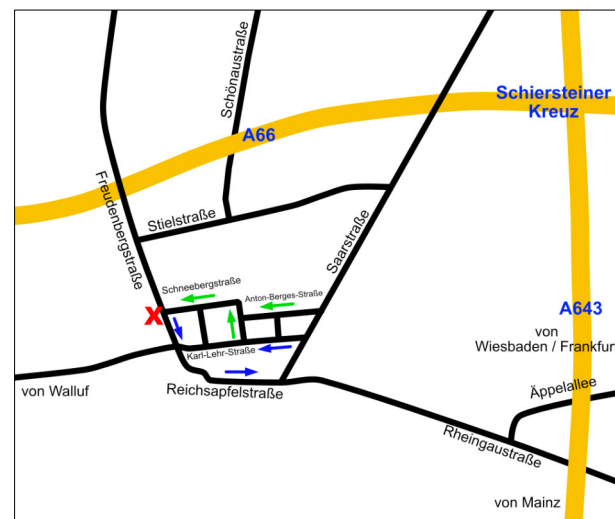 Schönaustraße
Schiersteiner
Kreuz
A66
Freudenbergstraße
Stielstraße
Saarstraße
Schneebergstraße
Anton-Berges-Straße
X
A643
von
Wiesbaden / Frankfurt
Karl-Lehr-Straße
von Walluf
Reichsapfelstraße
Äppelallee
Rheingaustraße
von Mainz